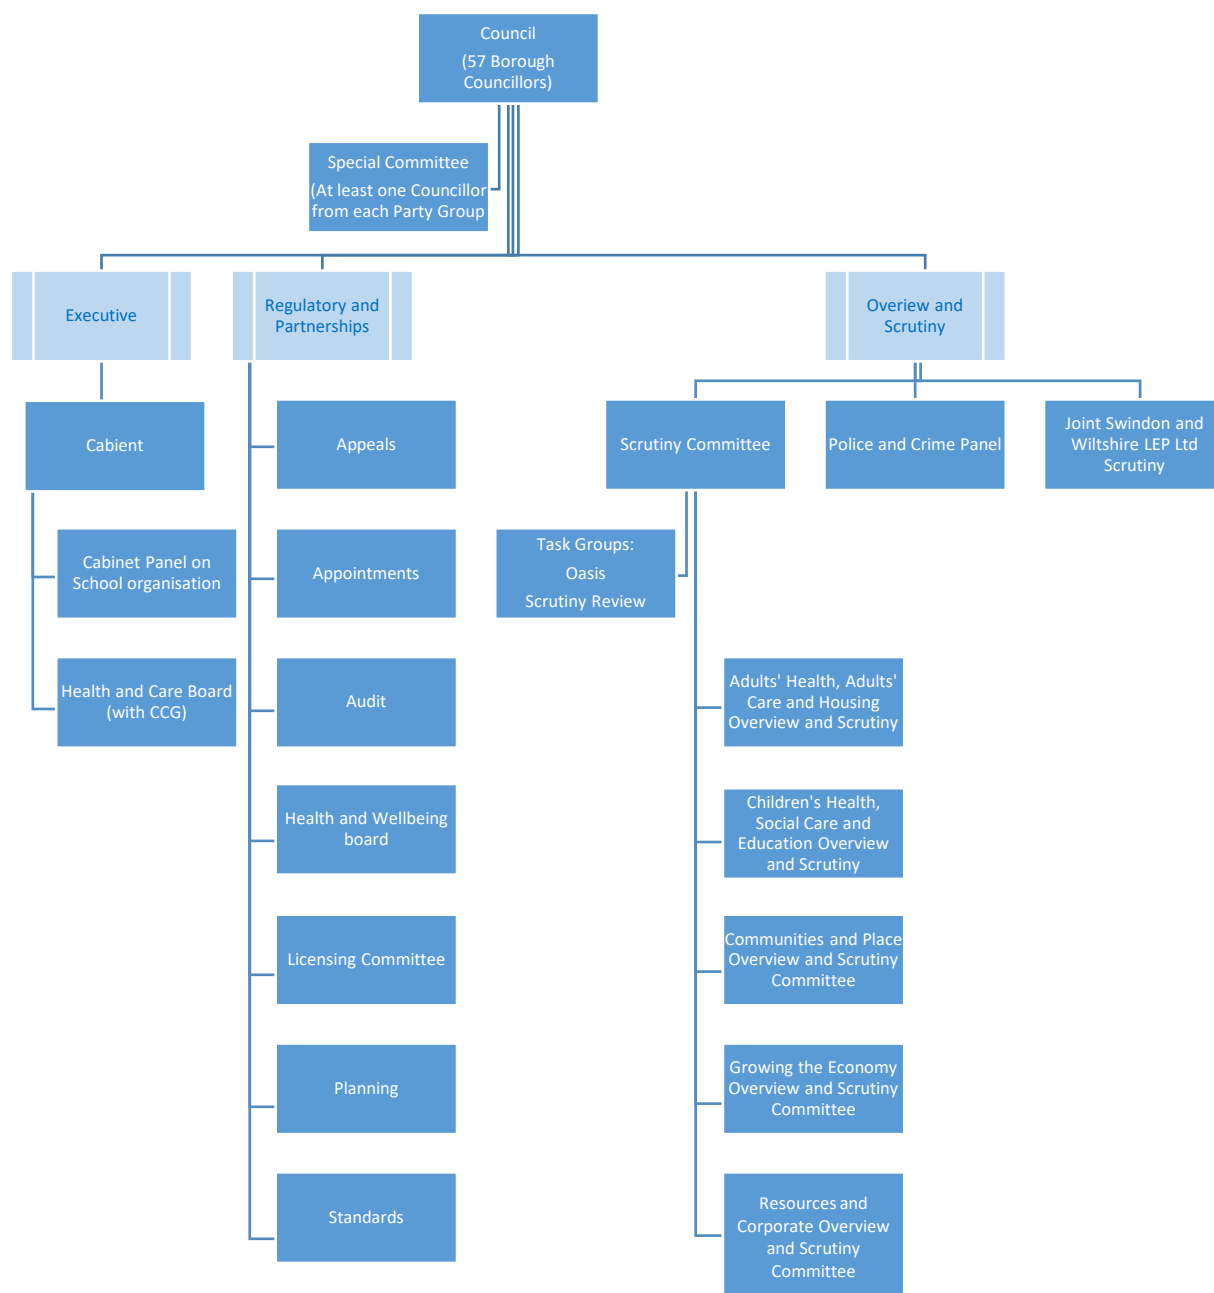 Council
(57 Borough
Councillors)
Special Committee
(At least one Councillor
from each Party Group
Executive
Regulatory and
Partnerships
Overiew and
Scrutiny
Cabient
Cabinet Panel on
School organisation
Health and Care Board
(with CCG)
Appeals
Appointments
Audit
Health and Wellbeing
board
Licensing Committee
Planning
Standards
Scrutiny Committee
Task Groups:
Oasis
Scrutiny Review
Adults' Health, Adults'
Care and Housing
Overview and Scrutiny
Children's Health,
Social Care and
Education Overview
and Scrutiny
Communities and Place
Overview and Scrutiny
Committee
Growing the Economy
Overview and Scrutiny
Committee
Resources and
Corporate Overview
and Scrutiny
Committee
Police and Crime Panel
Joint Swindon and
Wiltshire LEP Ltd
Scrutiny